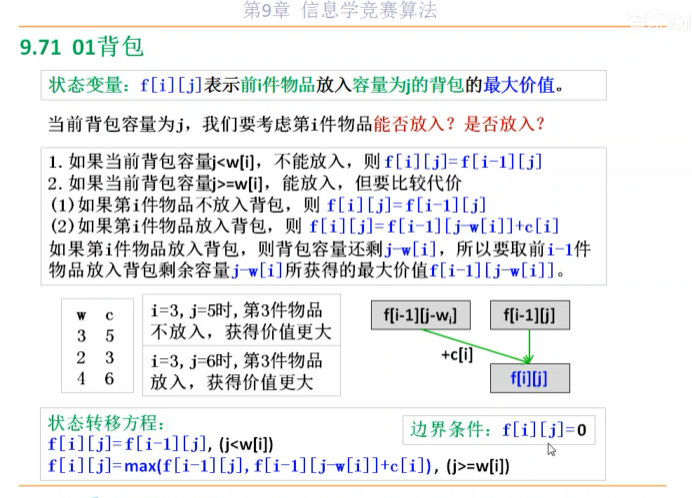 第9章 信息学竞赛算法
9.71 01背包
状态变量：f[i][j]表示前i件物品放入容量为j的背包的最大价值。
当前背包容量为j，我们要考虑第i件物品能否放入？是否放入？
1.如果当前背包容量j<w[i]，不能放入，则f[i][j]=f[i-1][j]
2.如果当前背包容量j>=w[i]，能放入，但要比较代价
(1)如果第i件物品不放入背包，则 f[i][j]=f[i-1][j]
(2)如果第i件物品放入背包，则 f[i][j]=f[i-1][j-w[i]]+c[i]
如果第i件物品放入背包，则背包容量还剩j-w[i]，所以要取前i-1件
物品放入背包剩余容量j-w[i]所获得的最大价值f[i-1][j-w[i]]。
w c
3 5
2 3
4 6
i=3,j=5时,第3件物品
不放入，获得价值更大
i=3,j=6时,第3件物品
放入，获得价值更大
f[i-1][j-wi] f[i-1][j]
+c[i]
f[i][j]
状态转移方程：
f[i][j]=f[i-1][j], (j<w[i])
f[i][j]=max(f[i-1][j],f[i-1][j-w[i]]+c[i]), (j>=w[i])
边界条件：f[i][j]=0